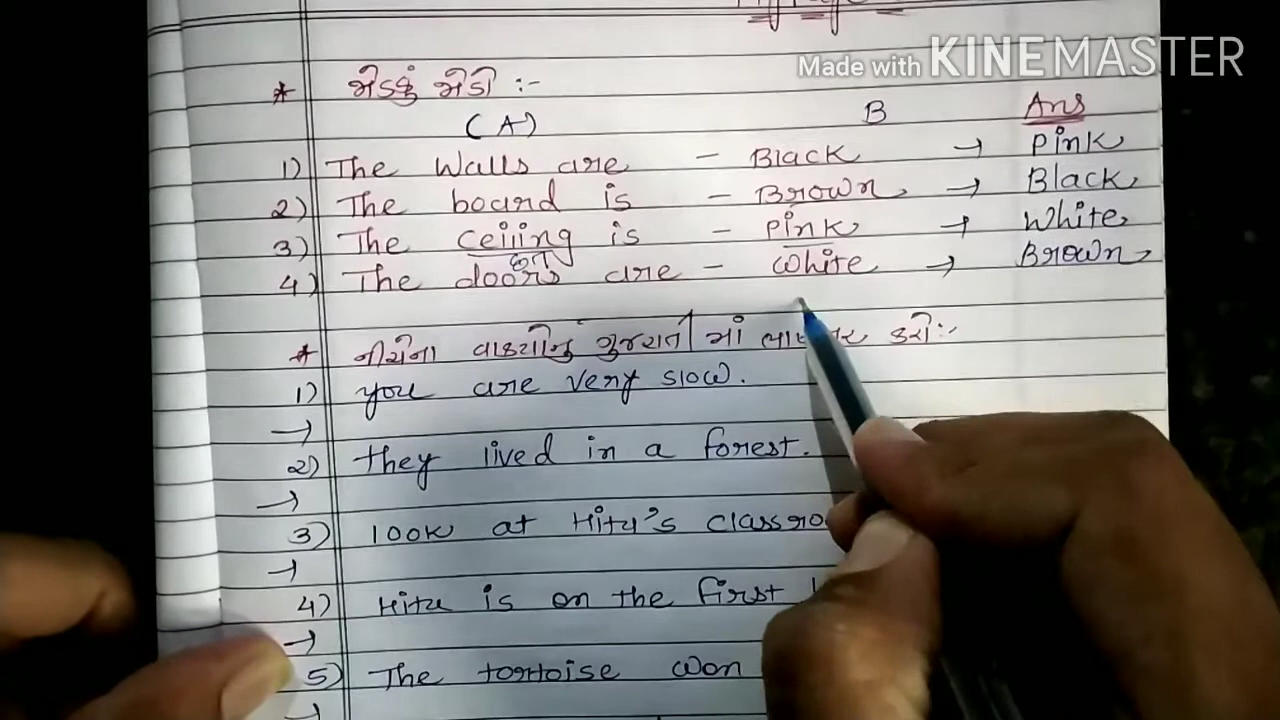 Made with KINEMASTER
* જોડકું જોડો :-
(A) B Ans
1) The Walls are - Black → Pink
2) The board is - Brown → Black
3) The ceiiing is - Pink → White
છત
4) The doors are - white → Brown
* નીચેના વાક્યોનું ગુજરાતી માં કરો:-
1) you are very slow.
→
2) they lived in a forest.
→
3) look at Hitu's
→
4) Hitu is on the first
→
5) The tortoise won
→